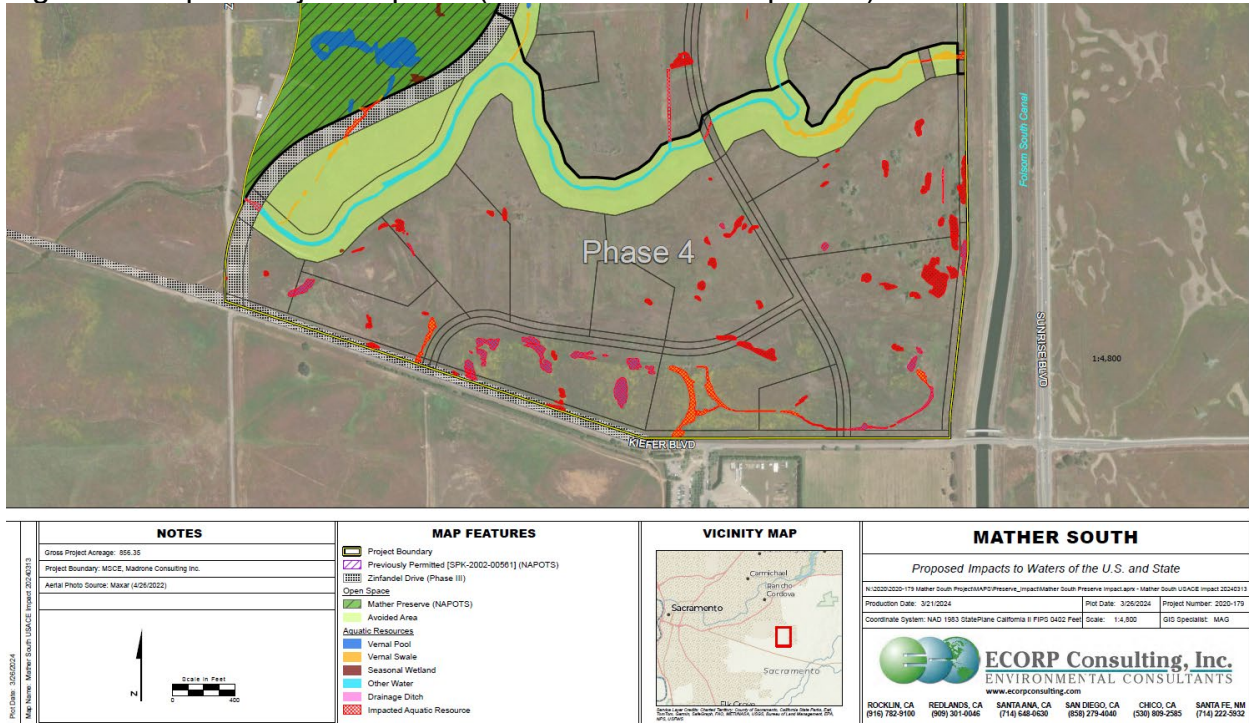 Phase 4
Folsom South Canal
SUNRISE BLVD
1:4,800
KIEFER BLVD
Plot Date: 3/26/2024
NOTES
Gross Project Acreage: 856.35
Project Boundary: MSCE, Madrone Consulting Inc.
Aerial Photo Source: Maxar (4/26/2022)
N
Scale in Feet
0 400
MAP FEATURES
Project Boundary
Previously Permitted [SPK-2002-00561] (NAPOTS)
Zinfandel Drive (Phase III)
Open Space
Mather Preserve (NAPOTS)
Avoided Area
Aquatic Resources
Vernal Pool
Vernal Swale
Seasonal Wetland
Other Water
Drainage Ditch
Impacted Aquatic Resource
VICINITY MAP
Carmichael
Rancho
Cordova
Sacramento
Sacramento
Elk Grove
MATHER SOUTH
Proposed Impacts to Waters of the U.S. and State
Production Date: 3/21/2024
Plot Date: 3/26/2024
Project Number: 2020-179
Coordinate System: NAD 1983 StatePlane California II FIPS 0402 Feet
Scale: 1:4,800
GIS Specialist: MAG
ECORP Consulting, Inc.
ENVIRONMENTAL CONSULTANTS
www.ecorpconsulting.com
ROCKLIN, CA
(916) 782-9100
REDLANDS, CA
(909) 301-0046
SANTA ANA, CA
(714) 648-0630
SAN DIEGO, CA
(858) 279-4040
CHICO, CA
(530) 809-2585
SANTA FE, NM
(714) 222-5932